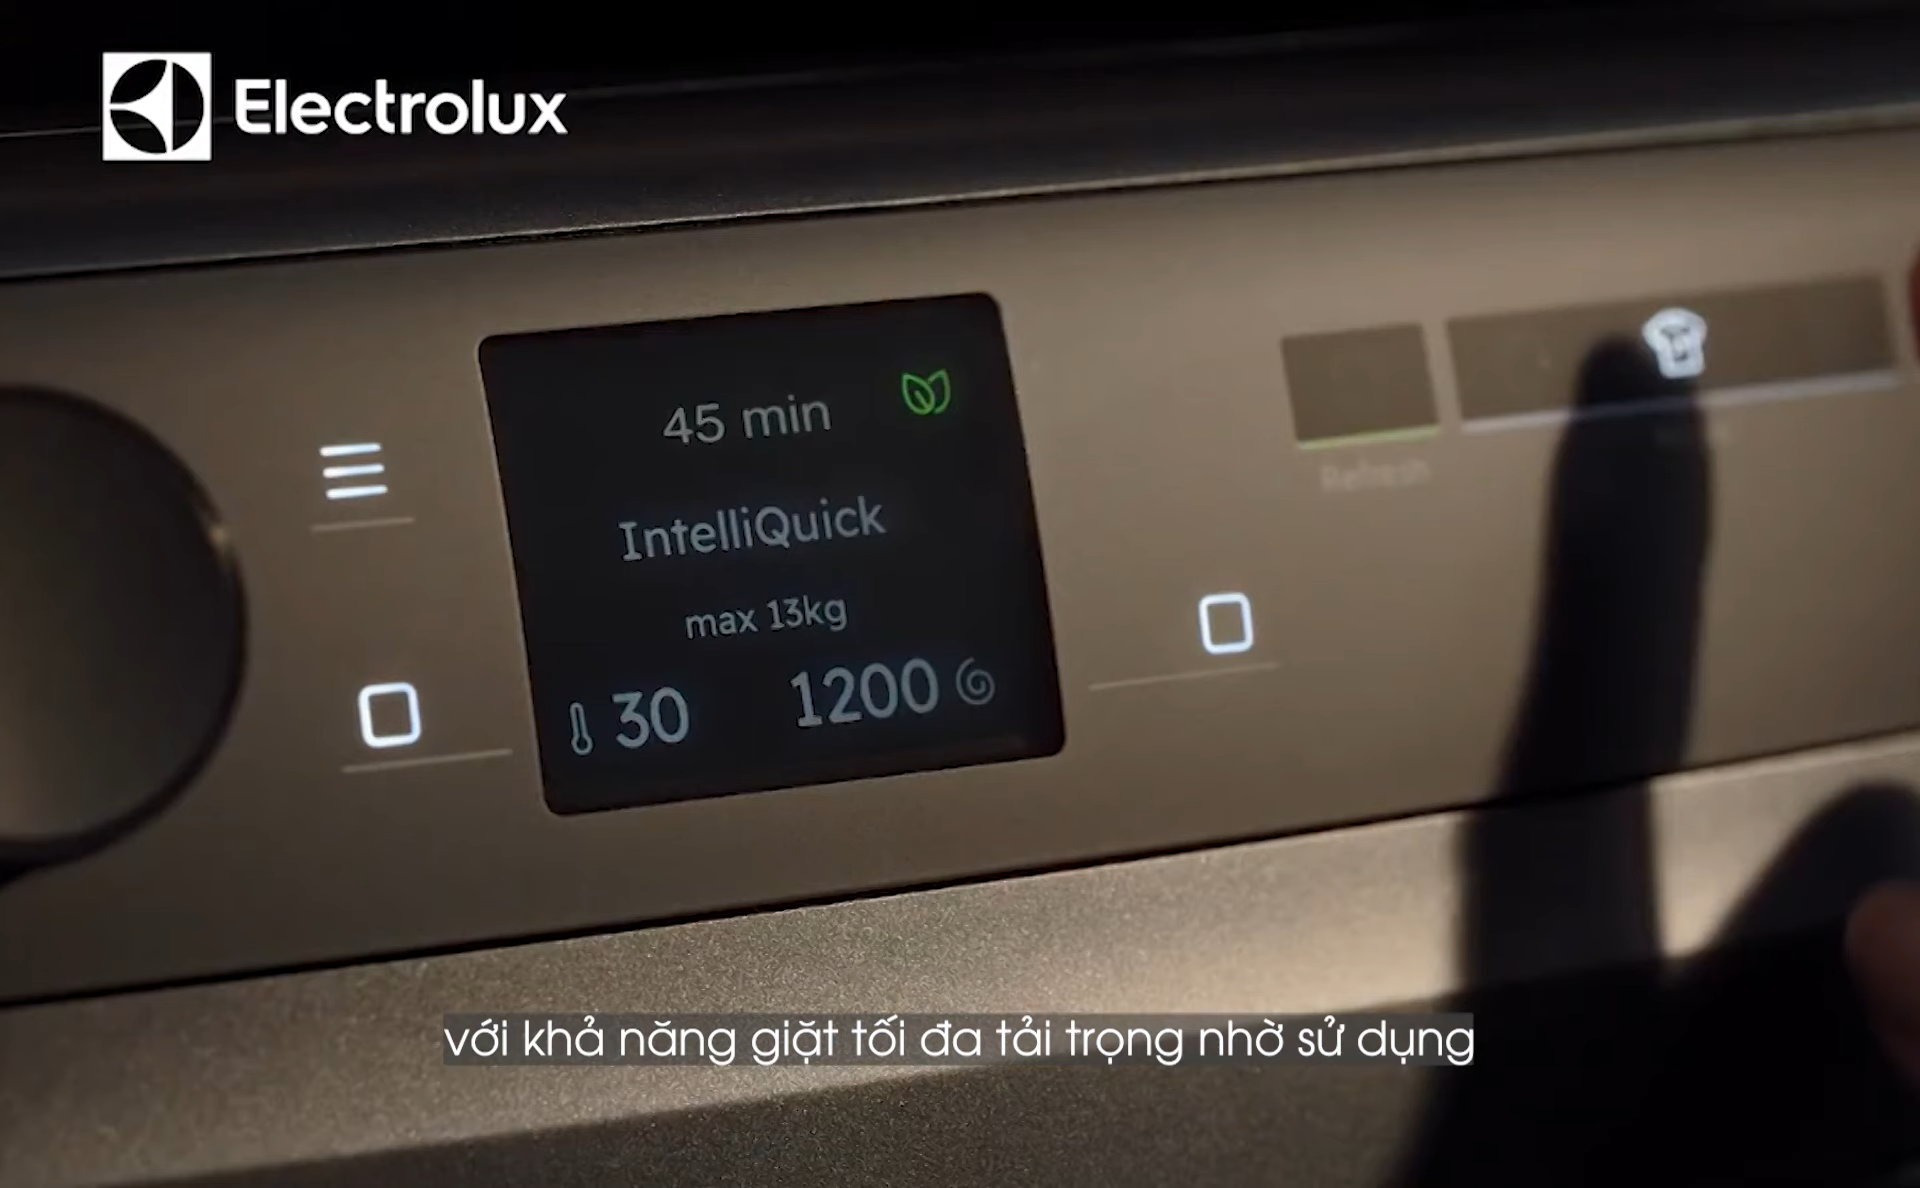 Electrolux
45 min
IntelliQuick
max 13kg
30 1200
Refresh
với khả năng giặt tối đa tải trọng nhờ sử dụng